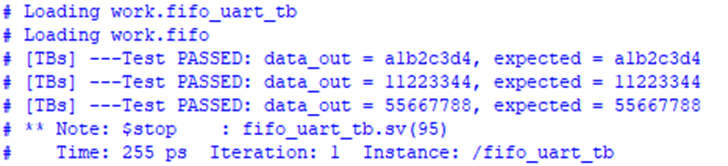 # Loading work.fifo_uart_tb
# Loading work.fifo
# [TBs] ---Test PASSED: data_out = a1b2c3d4, expected = a1b2c3d4
# [TBs] ---Test PASSED: data_out = 11223344, expected = 11223344
# [TBs] ---Test PASSED: data_out = 55667788, expected = 55667788
# ** Note: $stop    : fifo_uart_tb.sv(95)
#    Time: 255 ps  Iteration: 1  Instance: /fifo_uart_tb